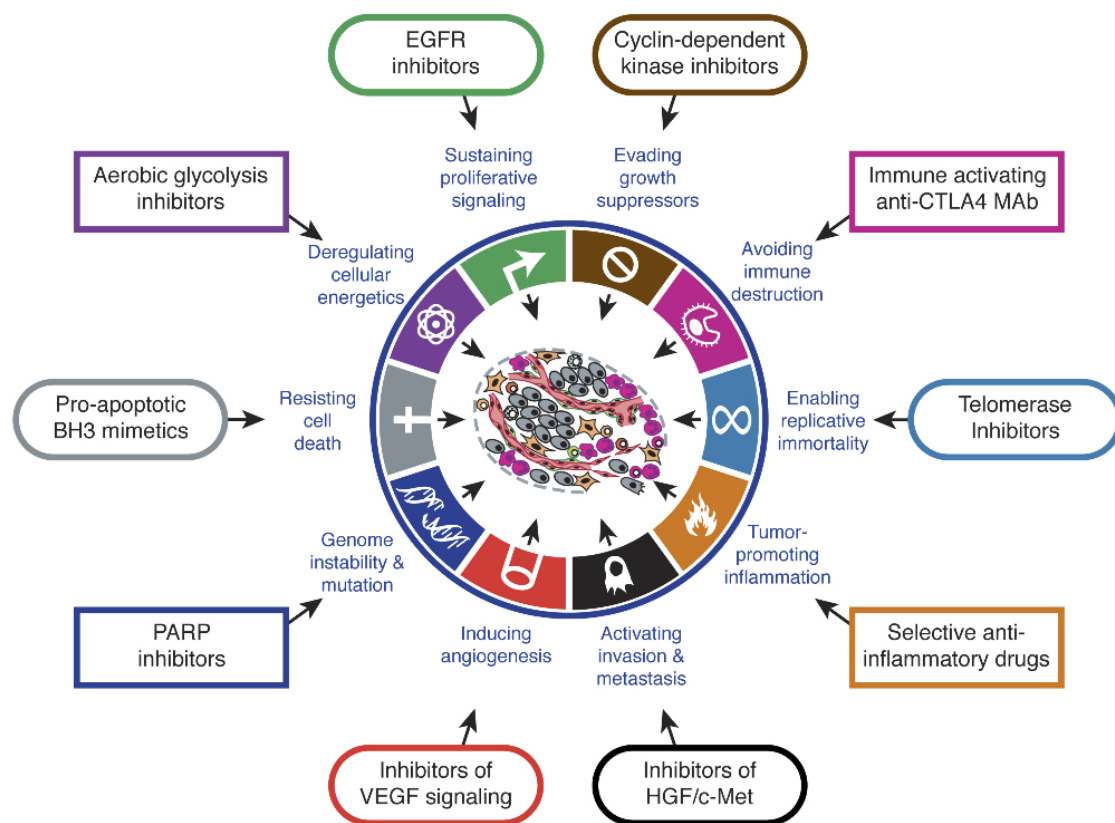 EGFR
inhibitors
Cyclin-dependent
kinase inhibitors
Sustaining
proliferative
signaling
Evading
growth
suppressors
Aerobic glycolysis
inhibitors
Immune activating
anti-CTLA4 MAb
Deregulating
cellular
energetics
Avoiding
immune
destruction
Pro-apoptotic
BH3 mimetics
Resisting
cell
death
Enabling
replicative
immortality
Telomerase
Inhibitors
Genome
instability &
mutation
Tumor-
promoting
inflammation
PARP
inhibitors
Inducing
angiogenesis
Activating
invasion &
metastasis
Selective anti-
inflammatory drugs
Inhibitors of
VEGF signaling
Inhibitors of
HGF/c-Met